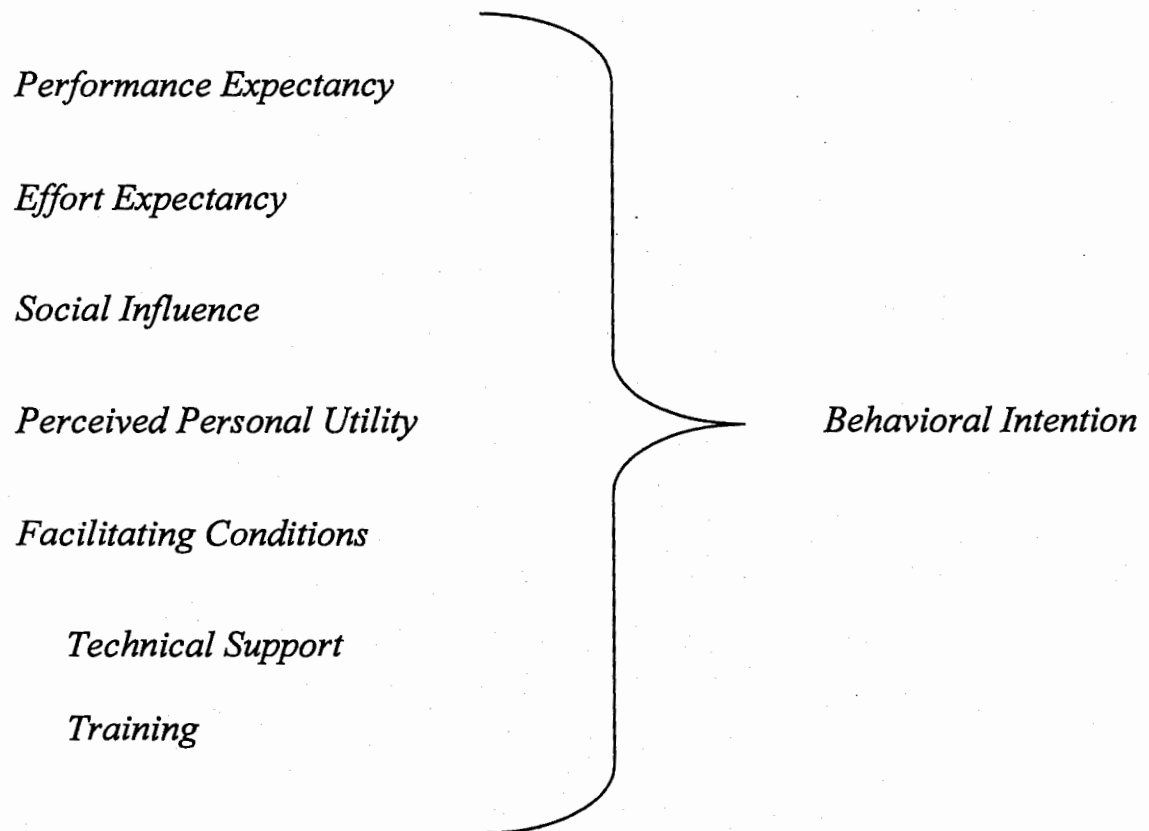 Performance Expectancy
Effort Expectancy
Social Influence
Perceived Personal Utility
Behavioral Intention
Facilitating Conditions
Technical Support
Training